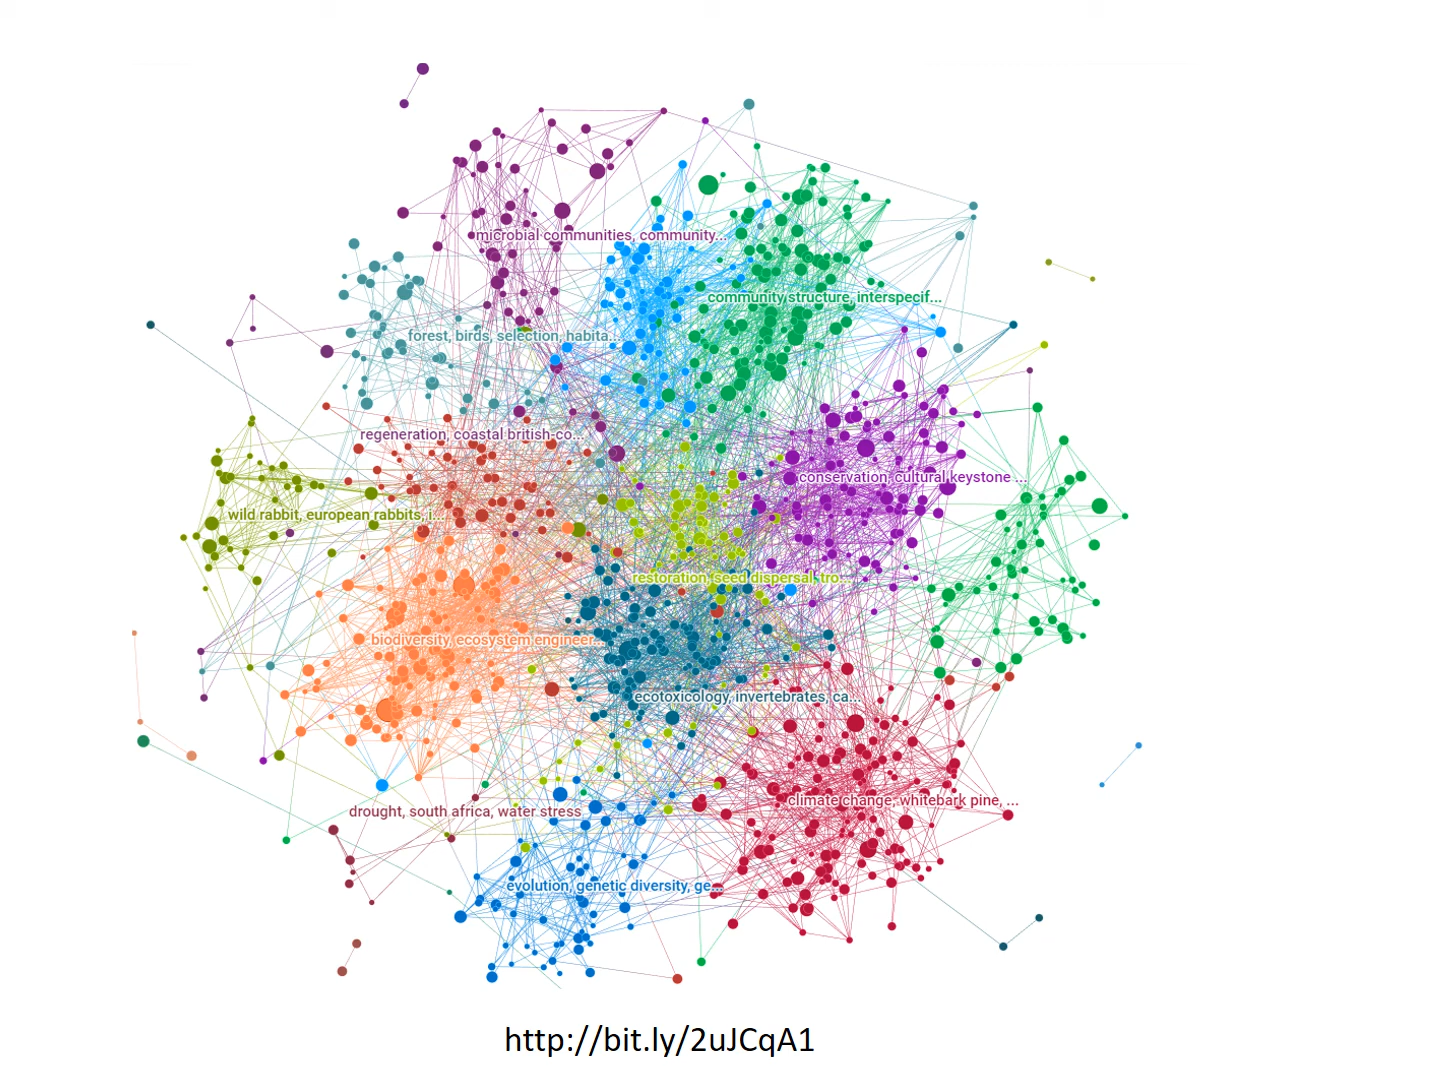 microbial communities, community...
community structure, interspecif...
forest, birds, selection, habita...
regeneration, coastal british-co...
conservation, cultural keystone ...
wild rabbit, european rabbits, i...
restoration, seed dispersal, tro...
biodiversity, ecosystem engineer...
ecotoxicology, invertebrates, ca...
climate change, whitebark pine, ...
drought, south africa, water stress
evolution, genetic diversity, ge...
http://bit.ly/2uJCqA1